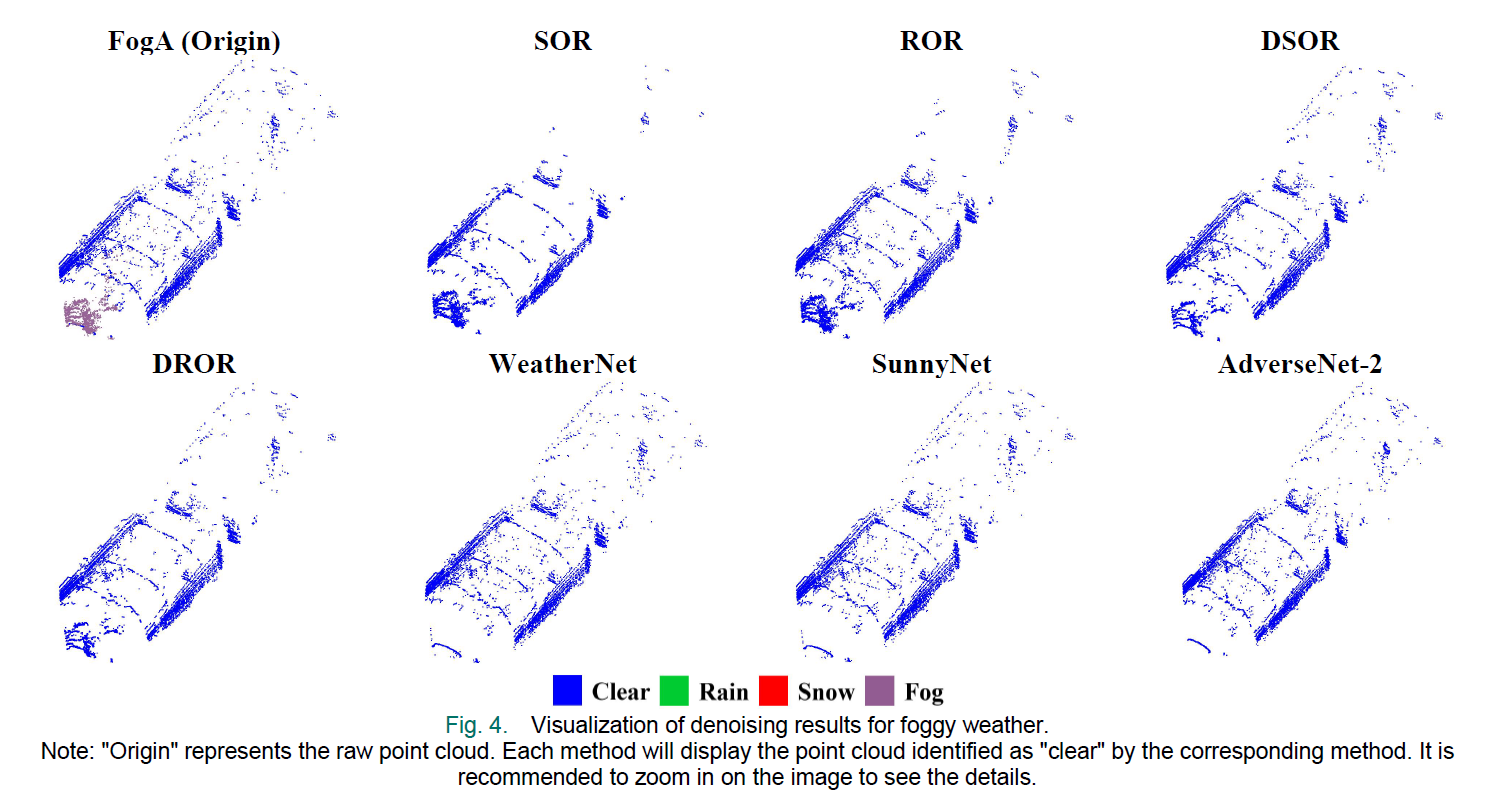 FogA (Origin) SOR ROR DSOR
DROR WeatherNet SunnyNet AdverseNet-2
Clear Rain Snow Fog
Fig. 4. Visualization of denoising results for foggy weather.
Note: "Origin" represents the raw point cloud. Each method will display the point cloud identified as "clear" by the corresponding method. It is
recommended to zoom in on the image to see the details.